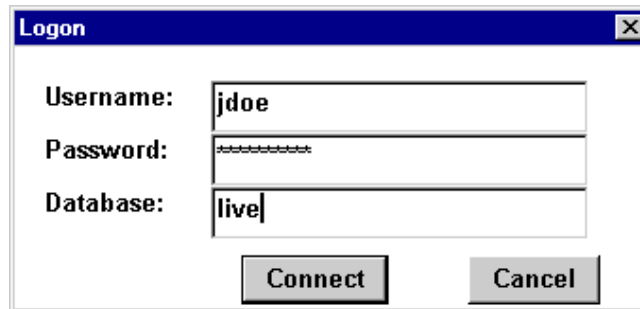 Logon
Username: jdoe
Password: ***********
Database: live
Connect Cancel